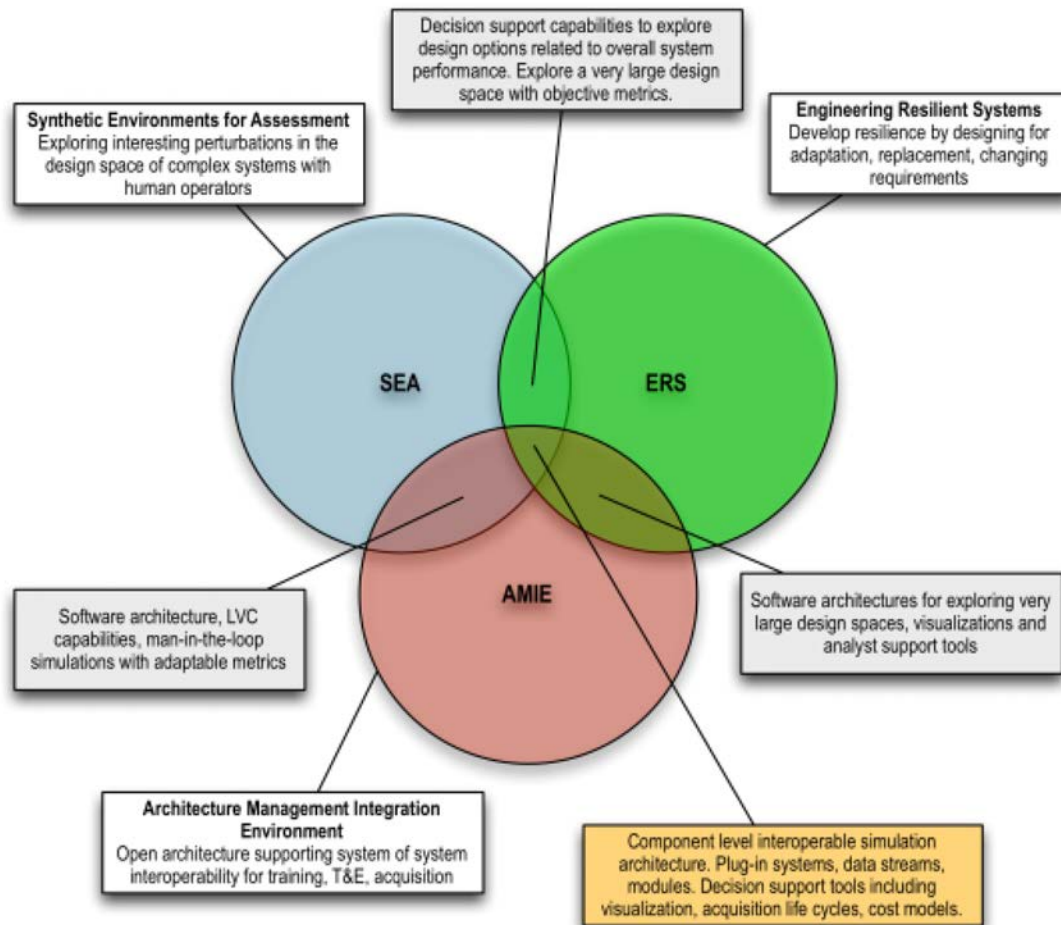 Decision support capabilities to explore
design options related to overall system
performance. Explore a very large design
space with objective metrics.
Synthetic Environments for Assessment
Exploring interesting perturbations in the
design space of complex systems with
human operators
Engineering Resilient Systems
Develop resilience by designing for
adaptation, replacement, changing
requirements
SEA
ERS
AMIE
Software architecture, LVC
capabilities, man-in-the-loop
simulations with adaptable metrics
Software architectures for exploring very
large design spaces, visualizations and
analyst support tools
Architecture Management Integration
Environment
Open architecture supporting system of system
interoperability for training, T&E, acquisition
Component level interoperable simulation
architecture. Plug-in systems, data streams,
modules. Decision support tools including
visualization, acquisition life cycles, cost models.